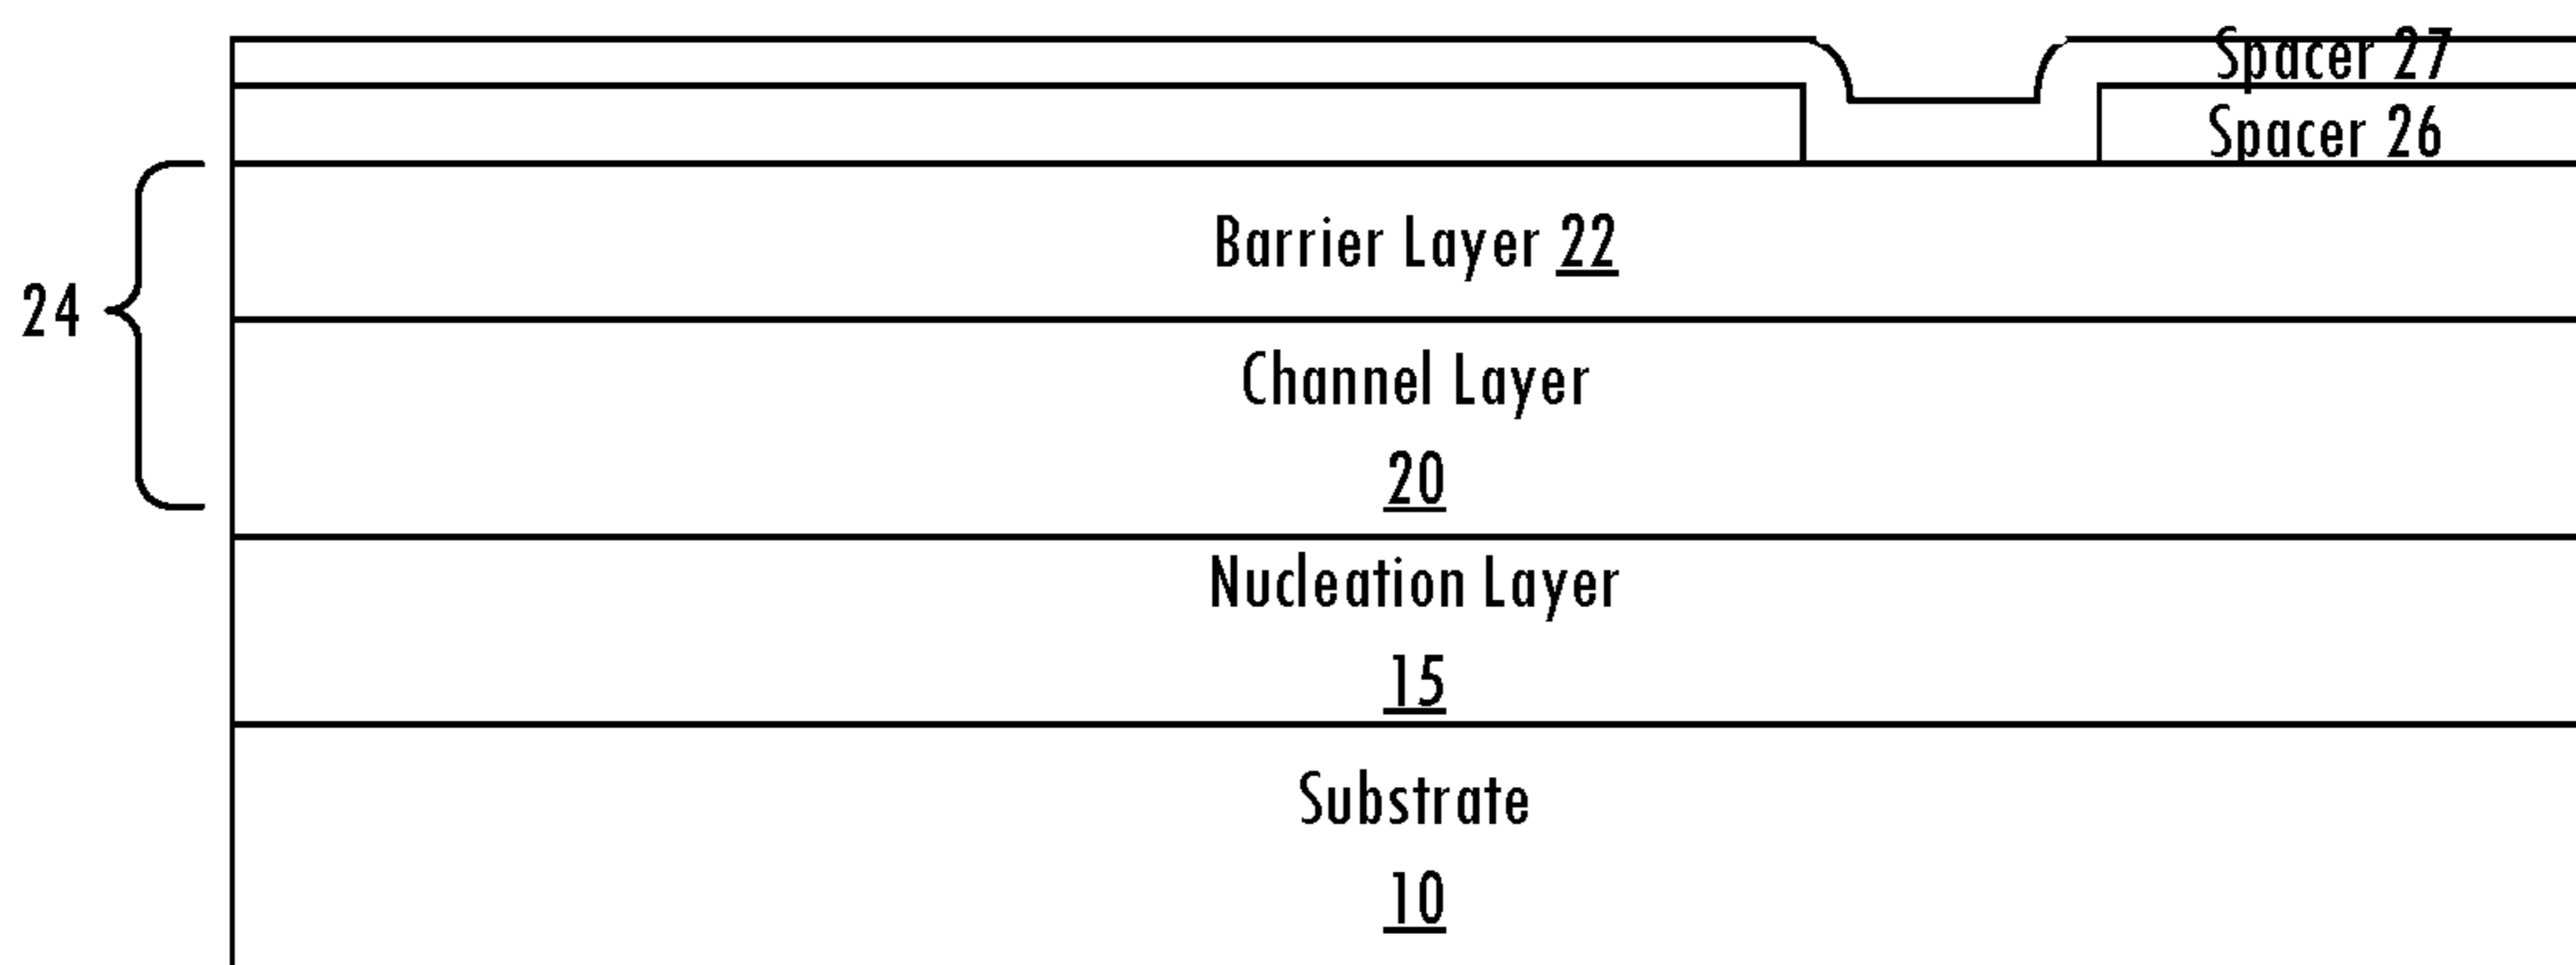 Spacer 27
Spacer 26
Barrier Layer 22
24
Channel Layer
20
Nucleation Layer
15
Substrate
10